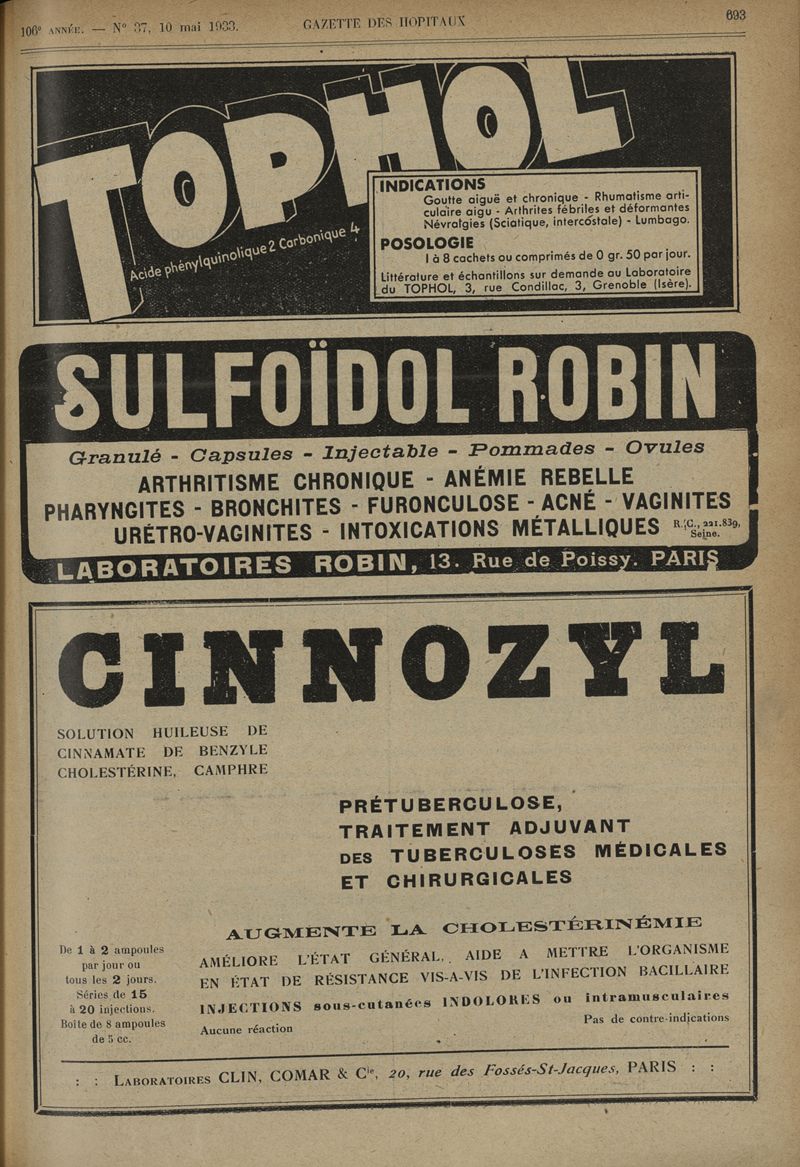 106e ANNÉE. — N° 37, 10 mai 1933.
GAZETTE DES HOPITAUX
693
TOPHOL
Acide phénylquinolique 2 Carbonique 4
INDICATIONS
Goutte aiguë et chronique - Rhumatisme arti-
culaire aigu - Arthrites fébriles et déformantes
Névralgies (Sciatique, intercostale) - Lumbago.
POSOLOGIE
1 à 8 cachets ou comprimés de 0 gr. 50 par jour.
Littérature et échantillons sur demande au Laboratoire
du TOPHOL, 3, rue Condillac, 3, Grenoble (Isère).
SULFOÏDOL ROBIN
Granulé - Capsules - Injectable - Pommades - Ovules
ARTHRITISME CHRONIQUE - ANÉMIE REBELLE
PHARYNGITES - BRONCHITES - FURONCULOSE - ACNÉ - VAGINITES
URÉTRO-VAGINITES - INTOXICATIONS MÉTALLIQUES R.C., 221.839,
Seine.
LABORATOIRES ROBIN, 13. Rue de Poissy. PARIS
CINNOZYL
SOLUTION HUILEUSE DE
CINNAMATE DE BENZYLE
CHOLESTÉRINE, CAMPHRE
PRÉTUBERCULOSE,
TRAITEMENT ADJUVANT
DES TUBERCULOSES MÉDICALES
ET CHIRURGICALES
De 1 à 2 ampoules
par jour ou
tous les 2 jours.
Séries de 15
à 20 injections.
Boîte de 8 ampoules
de 5 cc.
AUGMENTE LA CHOLESTÉRINÉMIE
AMÉLIORE L'ÉTAT GÉNÉRAL, AIDE A METTRE L'ORGANISME
EN ÉTAT DE RÉSISTANCE VIS-A-VIS DE L'INFECTION BACILLAIRE
INJECTIONS sous-cutanées INDOLORES ou intramusculaires
Aucune réaction
Pas de contre-indications
: : LABORATOIRES CLIN, COMAR & Cie, 20, rue des Fossés-St-Jacques, PARIS : :